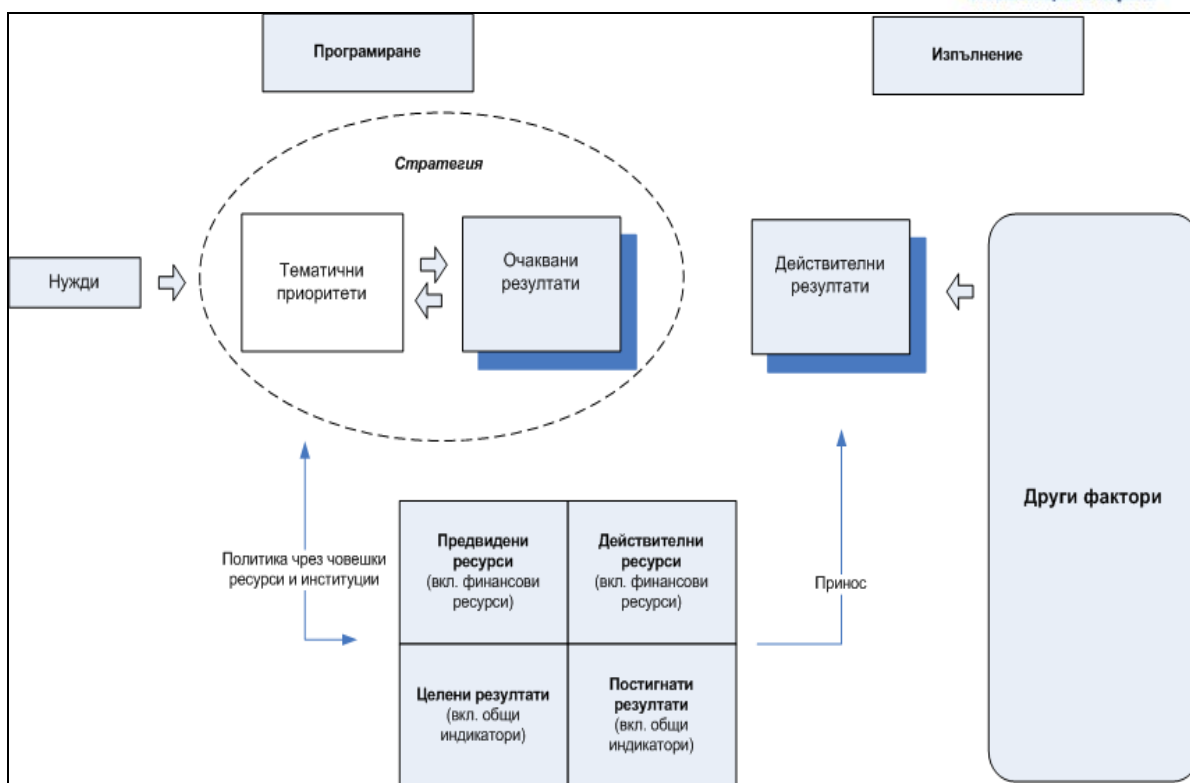 Програмиране
Изпълнение
Стратегия
Нужди
Тематични
приоритети
Очаквани
резултати
Действителни
резултати
Други фактори
Политика чрез човешки
ресурси и институции
Предвидени
ресурси
(вкл. финансови
ресурси)
Действителни
ресурси
(вкл. финансови
ресурси)
Принос
Целени резултати
(вкл. общи
индикатори)
Постигнати
резултати
(вкл. общи
индикатори)